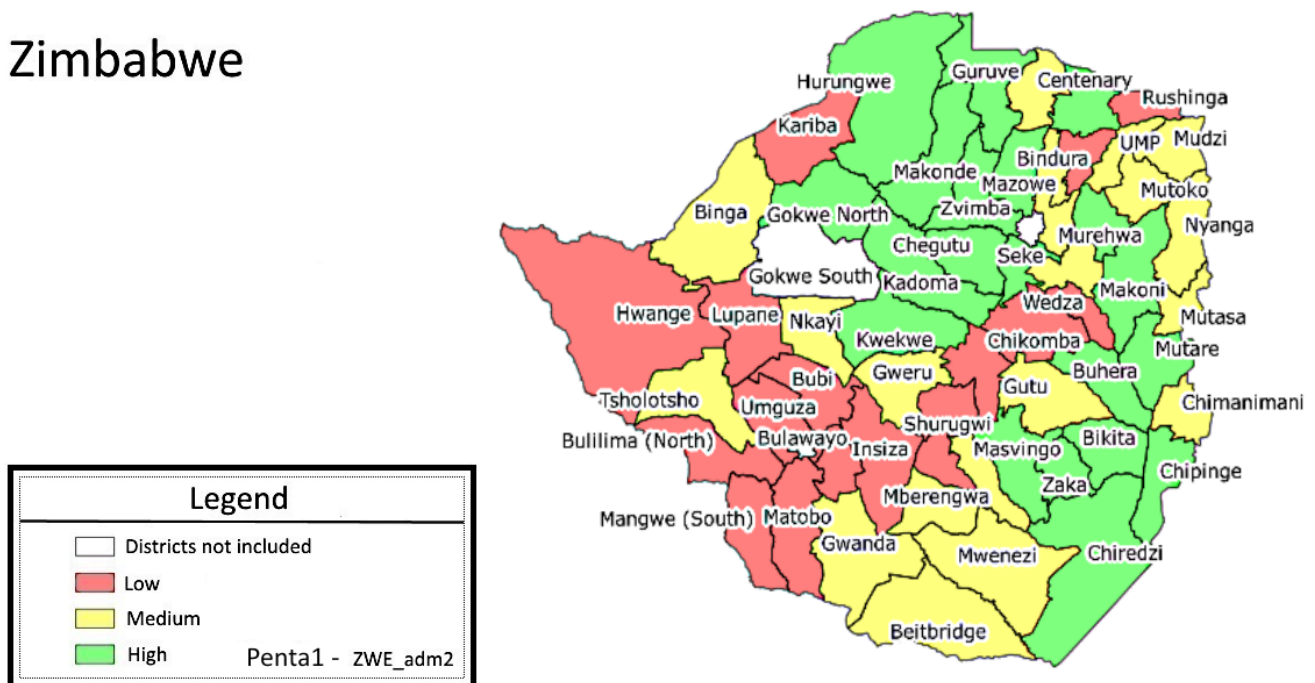 Zimbabwe
Hurungwe
Guruve
Centenary
Rushinga
Kariba
UMP
Mudzi
Bindura
Makonde
Mazowe
Mutoko
Binga
Gokwe North
Zvimba
Nyanga
Chegutu
Murehwa
Seke
Gokwe South
Kadoma
Makoni
Wedza
Hwange
Lupane
Nkayi
Mutasa
Kwekwe
Chikomba
Mutare
Bubi
Gweru
Gutu
Buhera
Tsholotsho
Umguza
Chimanimani
Bulilima (North)
Bulawayo
Insiza
Shurugwi
Masvingo
Bikita
Chipinge
Zaka
Mberengwa
Mangwe (South)
Matobo
Gwanda
Mwenezi
Chiredzi
Beitbridge
Legend
Districts not included
Low
Medium
High
Penta1 - ZWE_adm2